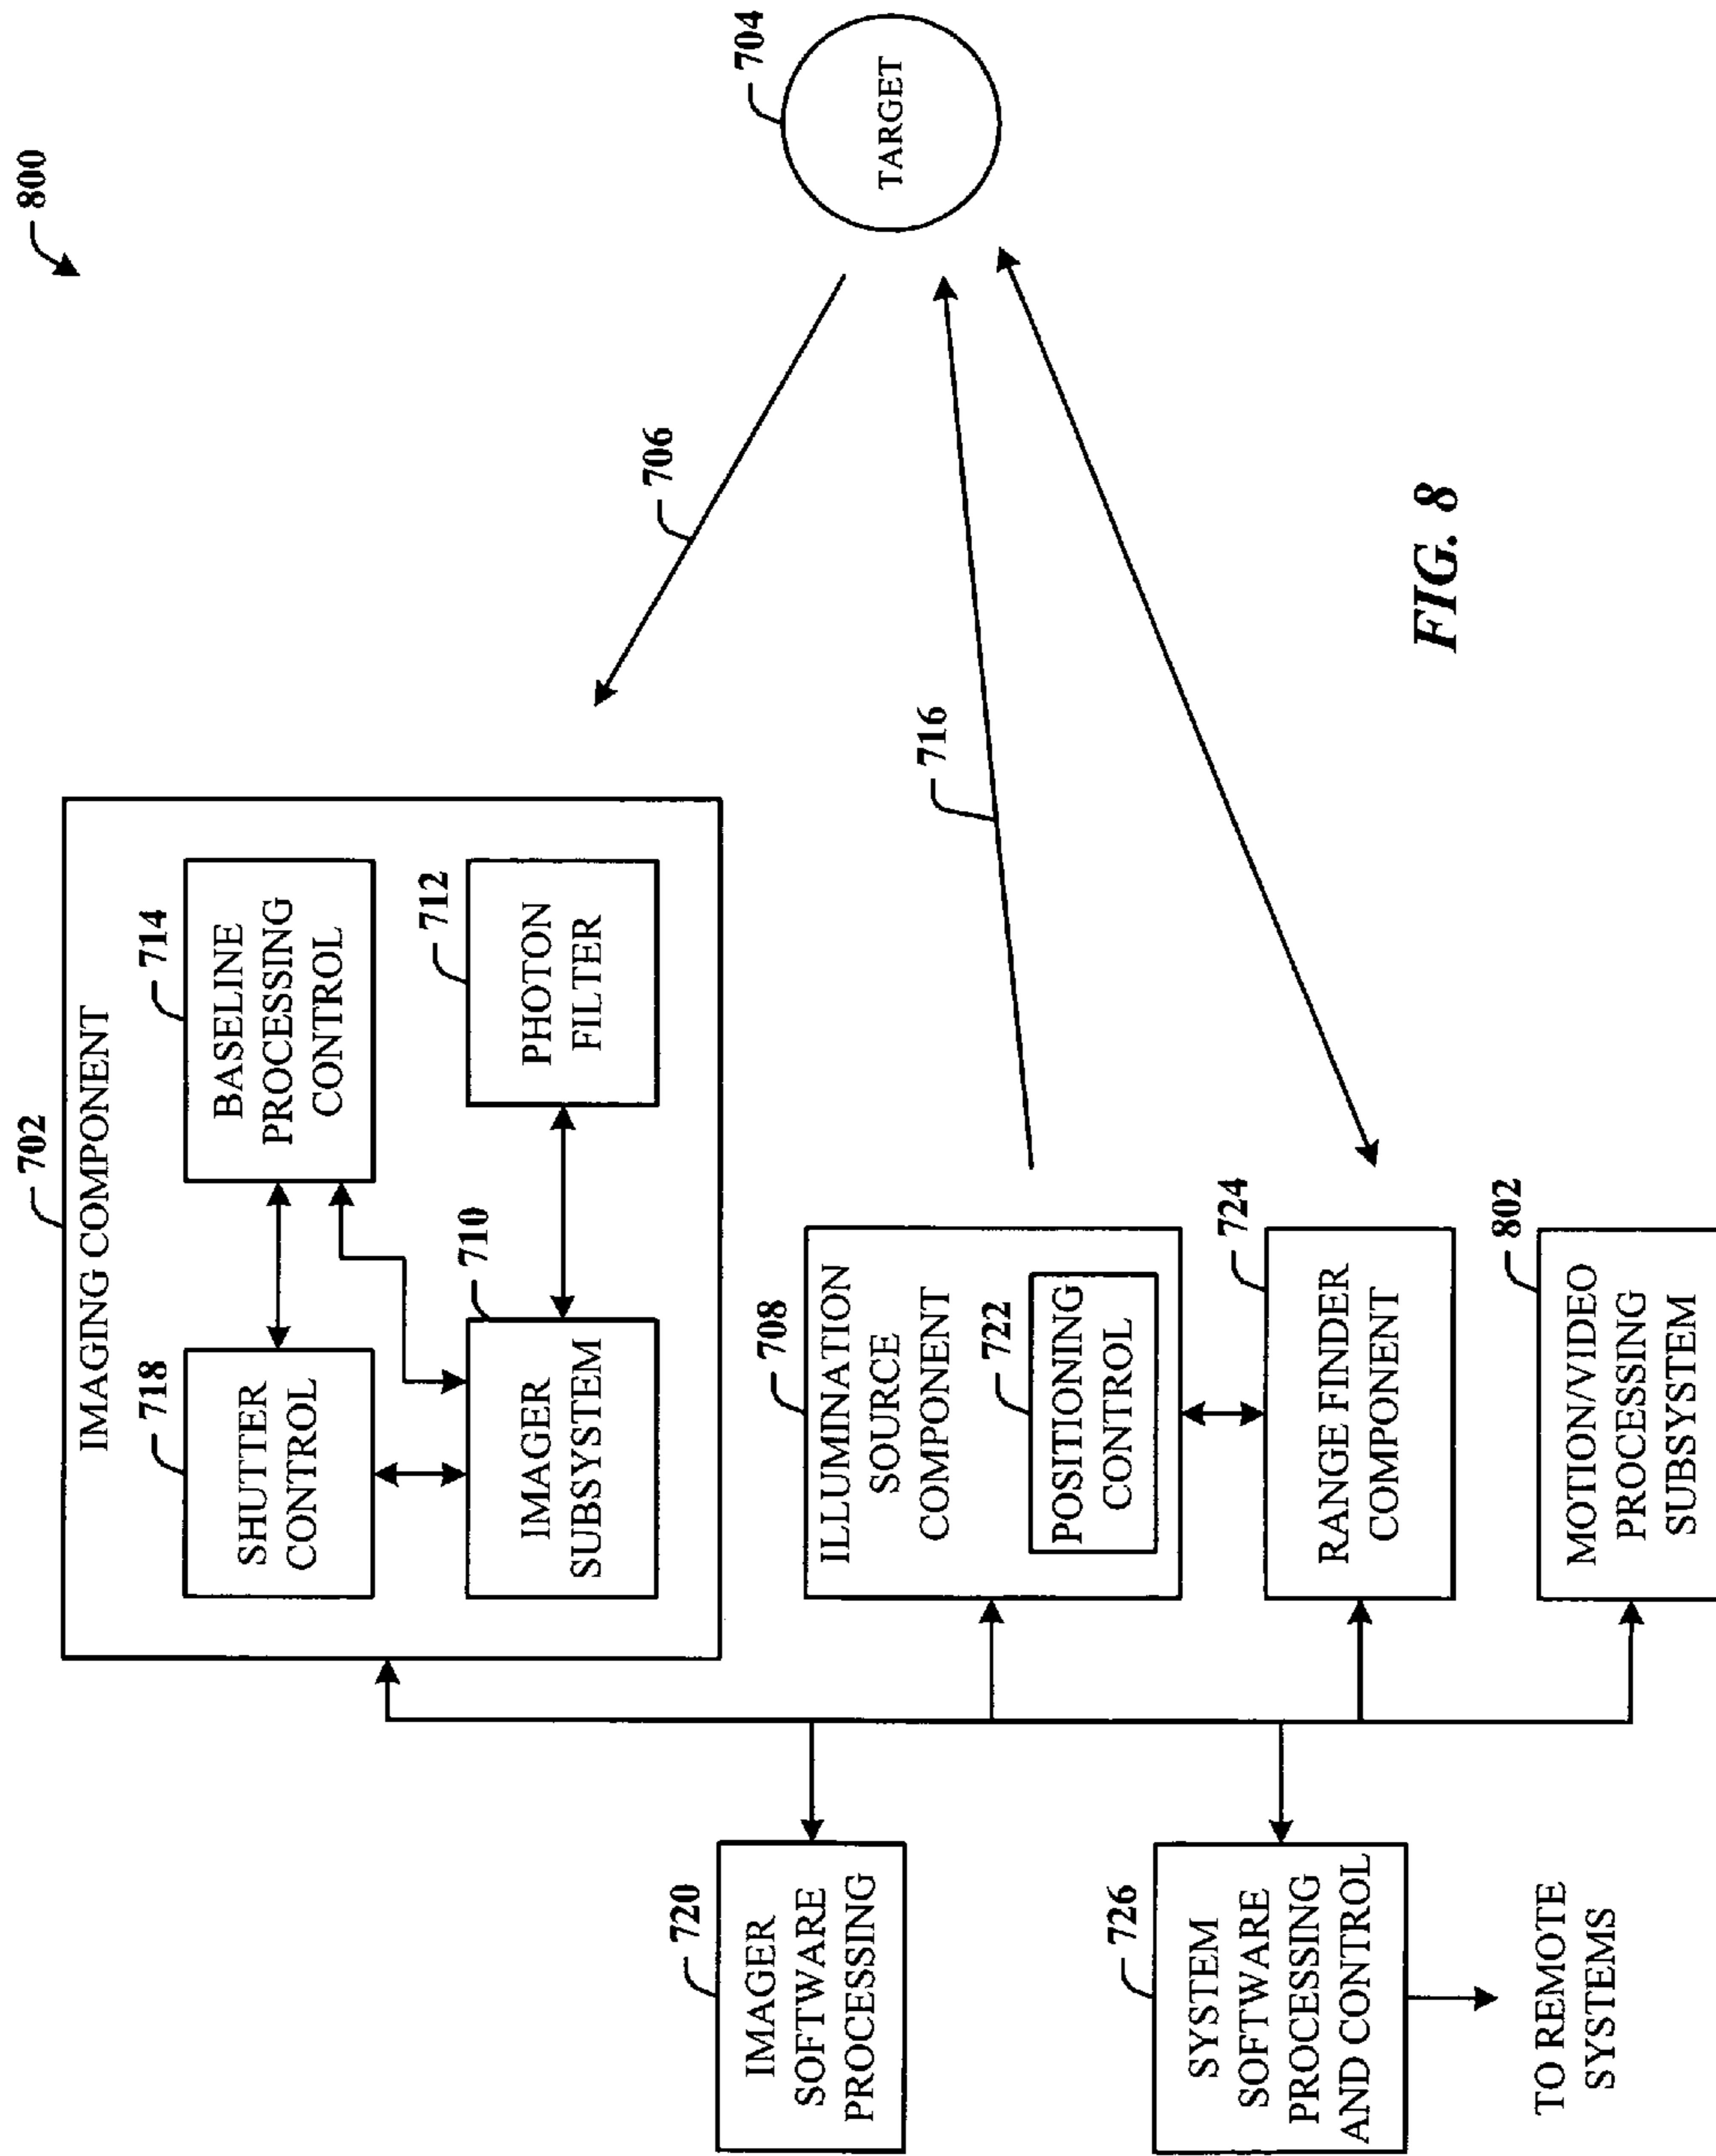 800
702
IMAGING COMPONENT
718
SHUTTER
CONTROL
714
BASELINE
PROCESSING
CONTROL
710
IMAGER
SUBSYSTEM
712
PHOTON
FILTER
706
704
TARGET
720
IMAGER
SOFTWARE
PROCESSING
708
ILLUMINATION
SOURCE
COMPONENT
722
POSITIONING
CONTROL
716
726
SYSTEM
SOFTWARE
PROCESSING
AND CONTROL
724
RANGE FINDER
COMPONENT
802
MOTION/VIDEO
PROCESSING
SUBSYSTEM
TO REMOTE
SYSTEMS
FIG. 8